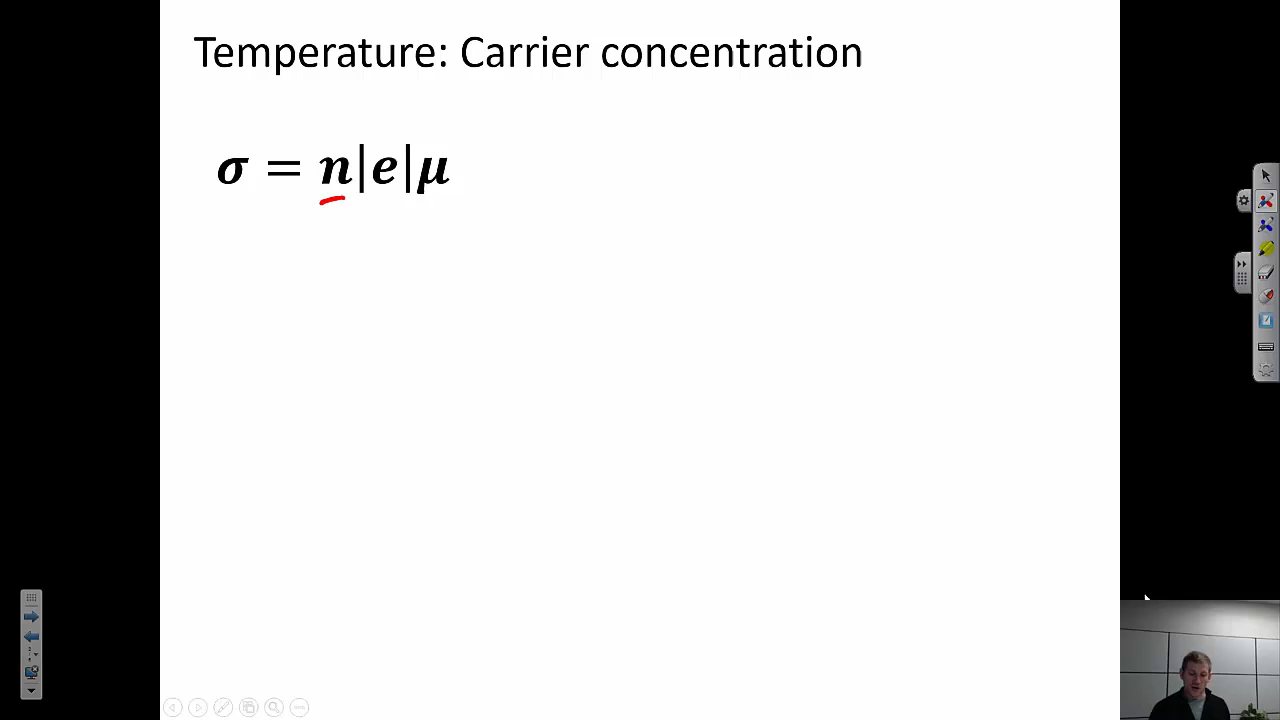 Temperature: Carrier concentration
σ = n|e|μ